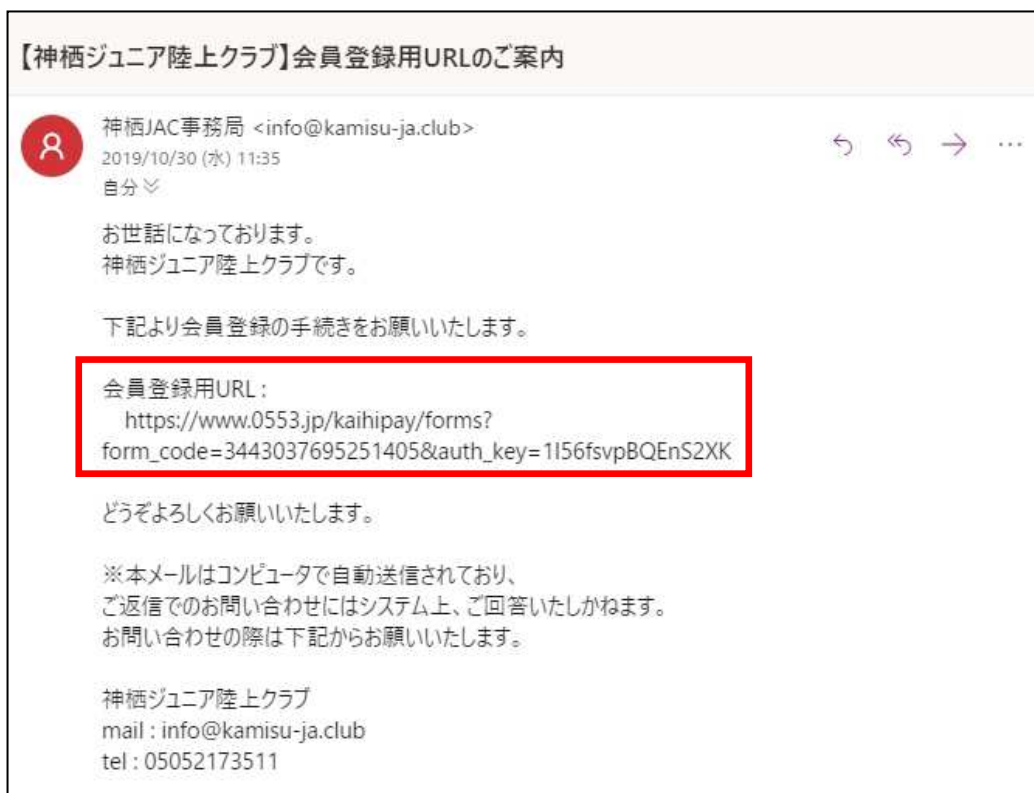 【神栖ジュニア陸上クラブ】会員登録用URLのご案内
神栖JAC事務局 <info@kamisu-ja.club>
2019/10/30 (水) 11:35
自分
お世話になっております。
神栖ジュニア陸上クラブです。
下記より会員登録の手続きをお願いいたします。
会員登録用URL :
https://www.0553.jp/kaihipay/forms?
form_code=3443037695251405&auth_key=1I56fsvpBQEnS2XK
どうぞよろしくお願いいたします。
※本メールはコンピュータで自動送信されており、
ご返信でのお問い合わせにはシステム上、ご回答いたしかねます。
お問い合わせの際は下記からお願いいたします。
神栖ジュニア陸上クラブ
mail : info@kamisu-ja.club
tel : 05052173511